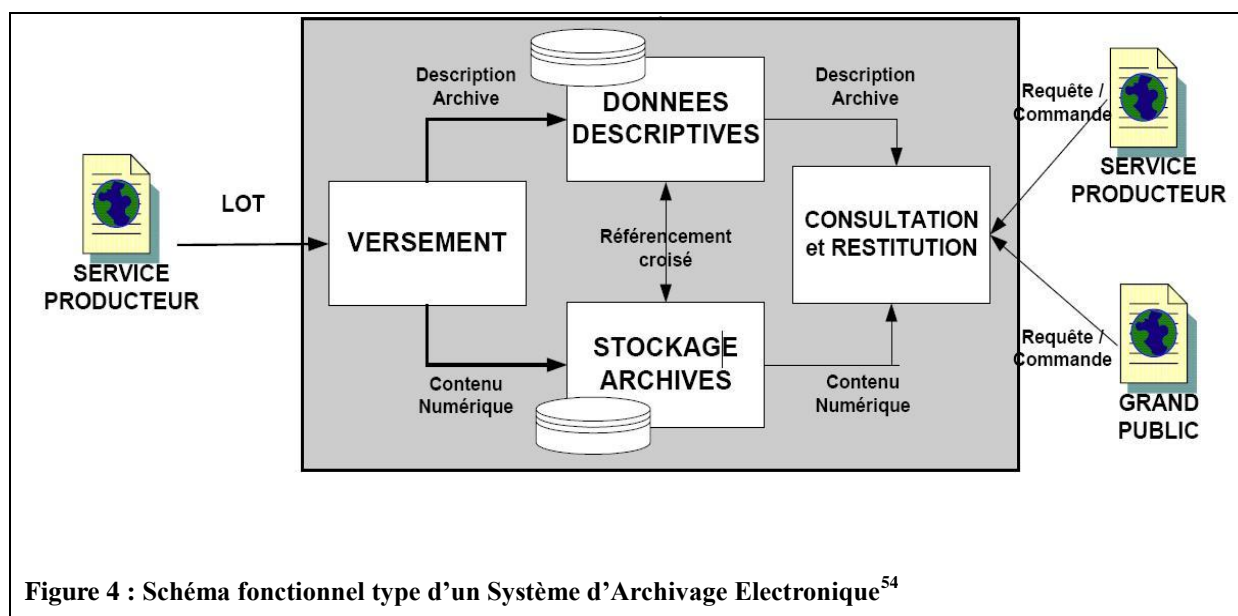 SERVICE
PRODUCTEUR
LOT
VERSEMENT
Description
Archive
DONNEES
DESCRIPTIVES
Référencement
croisé
Contenu
Numérique
STOCKAGE
ARCHIVES
Description
Archive
CONSULTATION
et RESTITUTION
Contenu
Numérique
Requête /
Commande
SERVICE
PRODUCTEUR
Requête /
Commande
GRAND
PUBLIC
Figure 4 : Schéma fonctionnel type d’un Système d’Archivage Electronique54